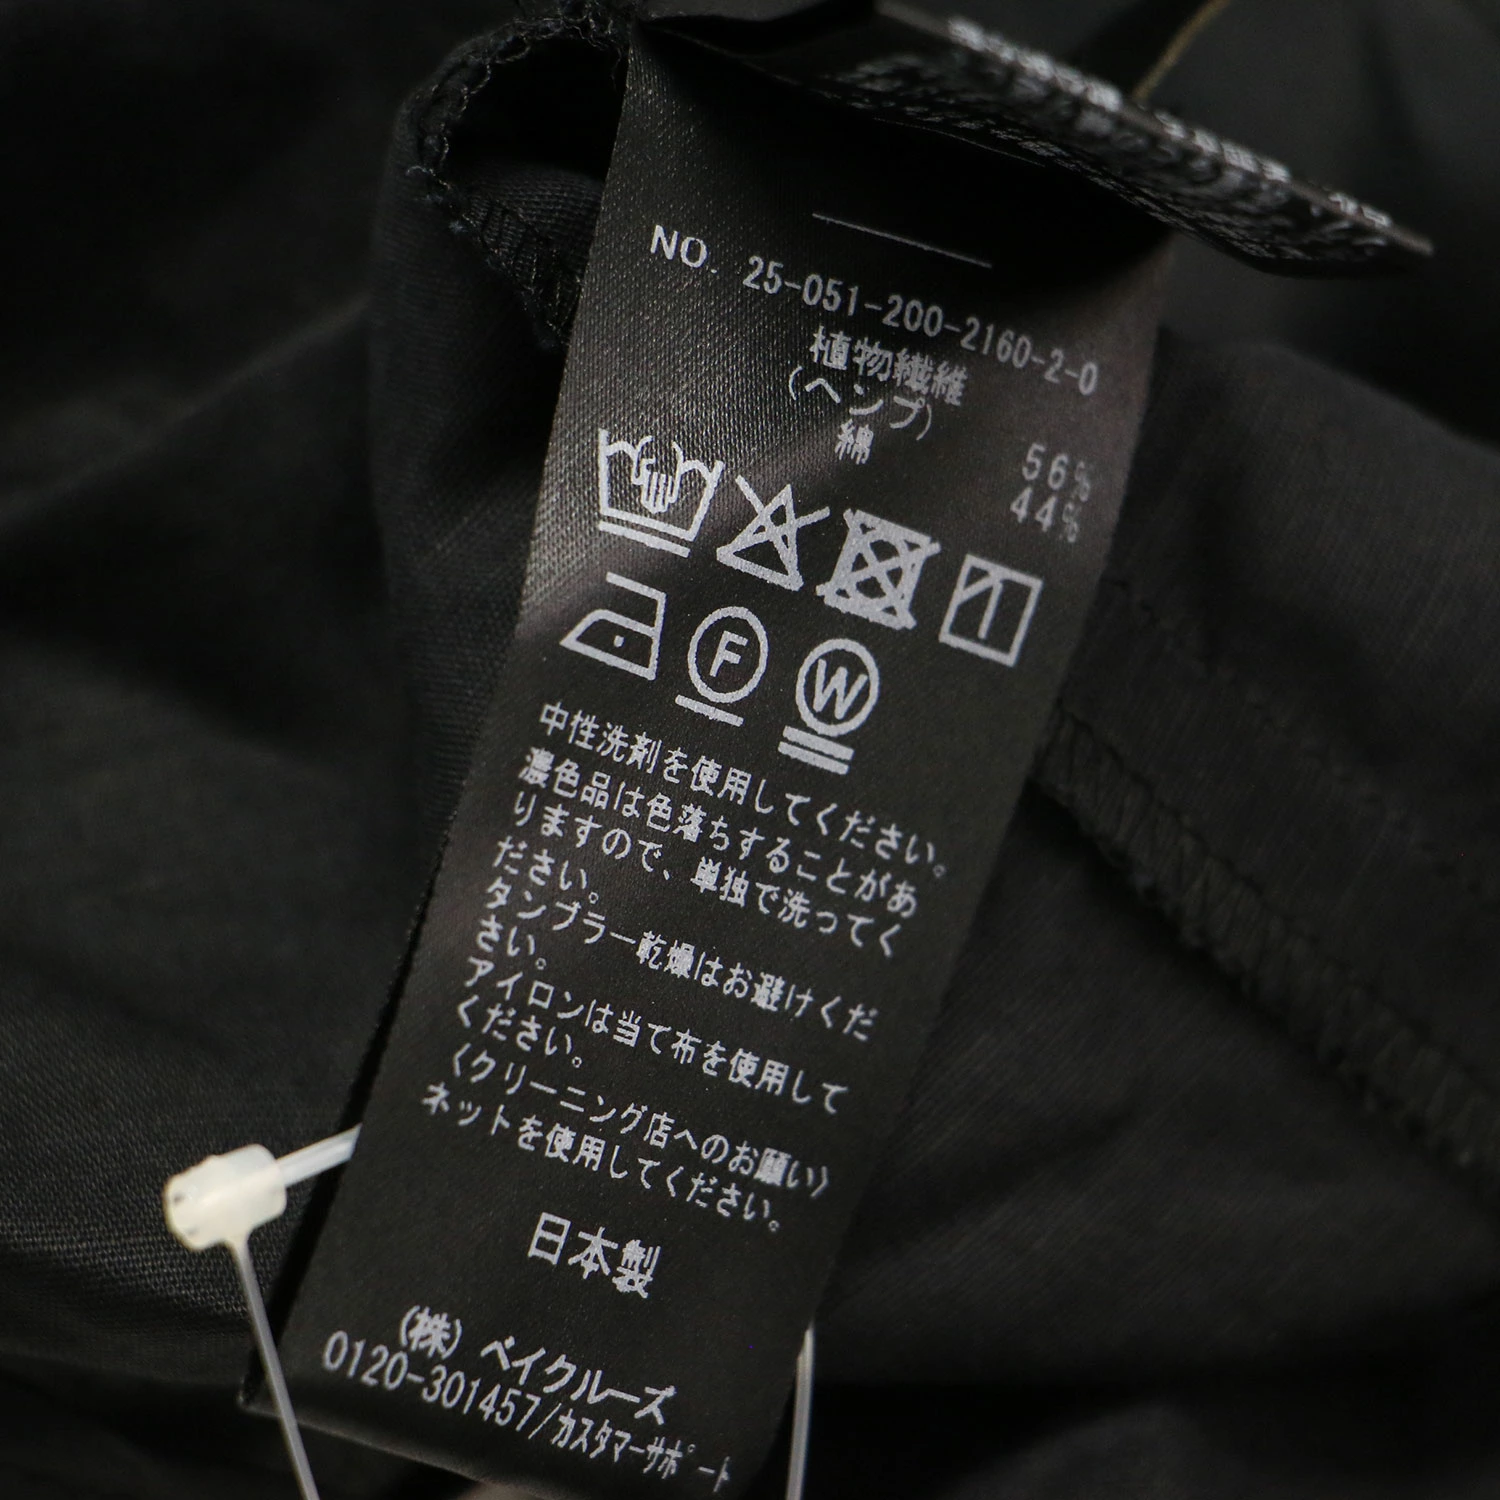 NO. 25-051-200-2160-2-0
植物繊維
(ヘンプ) 56%
綿 44%
F W
中性洗剤を使用してください。
濃色品は色落ちすることがあ
りますので、単独で洗ってく
ださい。
タンブラー乾燥はお避けくだ
さい。
アイロンは当て布を使用して
ください。
〈クリーニング店へのお願い〉
ネットを使用してください。
日本製
(株) ベイクルーズ
0120-301457/カスタマーサポート